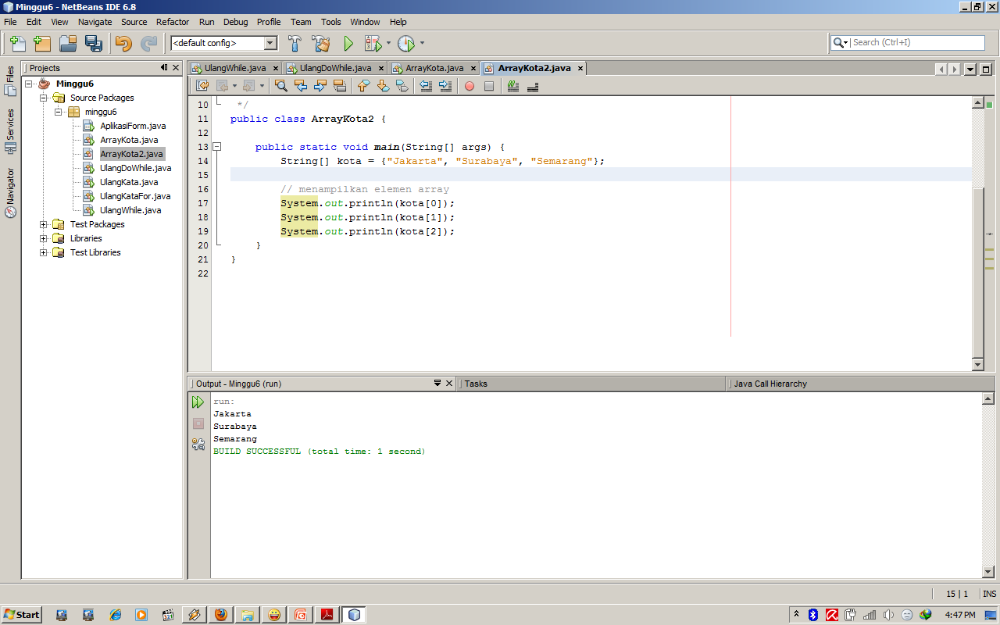 Minggu6 - NetBeans IDE 6.8
File Edit View Navigate Source Refactor Run Debug Profile Team Tools Window Help
<default config> Search (Ctrl+I)
Files
Services
Navigator
Projects
Minggu6
Source Packages
minggu6
AplikasiForm.java
ArrayKota.java
ArrayKota2.java
UlangDoWhile.java
UlangKata.java
UlangKataFor.java
UlangWhile.java
Test Packages
Libraries
Test Libraries
UlangWhile.java UlangDoWhile.java ArrayKota.java ArrayKota2.java
10 */
11 public class ArrayKota2 {
12
13 public static void main(String[] args) {
14 String[] kota = {"Jakarta", "Surabaya", "Semarang"};
15
16 // menampilkan elemen array
17 System.out.println(kota[0]);
18 System.out.println(kota[1]);
19 System.out.println(kota[2]);
20 }
21 }
22
Output - Minggu6 (run) Tasks Java Call Hierarchy
run:
Jakarta
Surabaya
Semarang
BUILD SUCCESSFUL (total time: 1 second)
15 | 1 INS
Start 4:47 PM